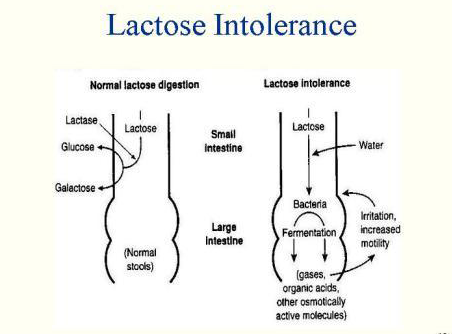 Lactose Intolerance
Normal lactose digestion
Lactase
Lactose
Glucose
Galactose
(Normal
stools)
Small
intestine
Large
Intestine
Lactose intolerance
Lactose
Water
Bacteria
Fermentation
Irritation,
increased
motility
(gases,
organic acids,
other osmotically
active molecules)